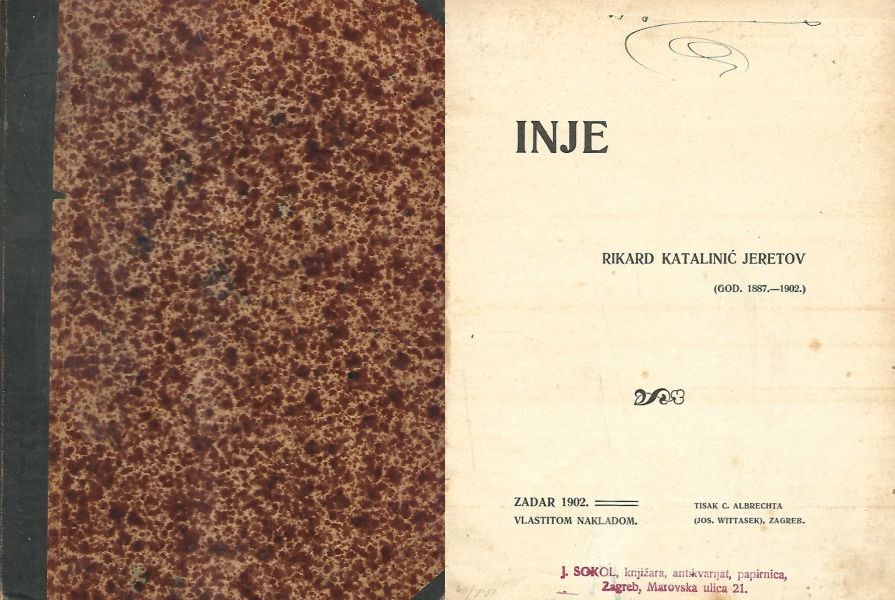 INJE
RIKARD KATALINIĆ JERETOV
(GOD. 1887.—1902.)
ZADAR 1902.
VLASTITOM NAKLADOM.
TISAK C. ALBRECHTA
(JOS. WITTASEK), ZAGREB.
J. SOKOL, knjižara, antikvarijat, papirnica,
Zagreb, Marovska ulica 21.